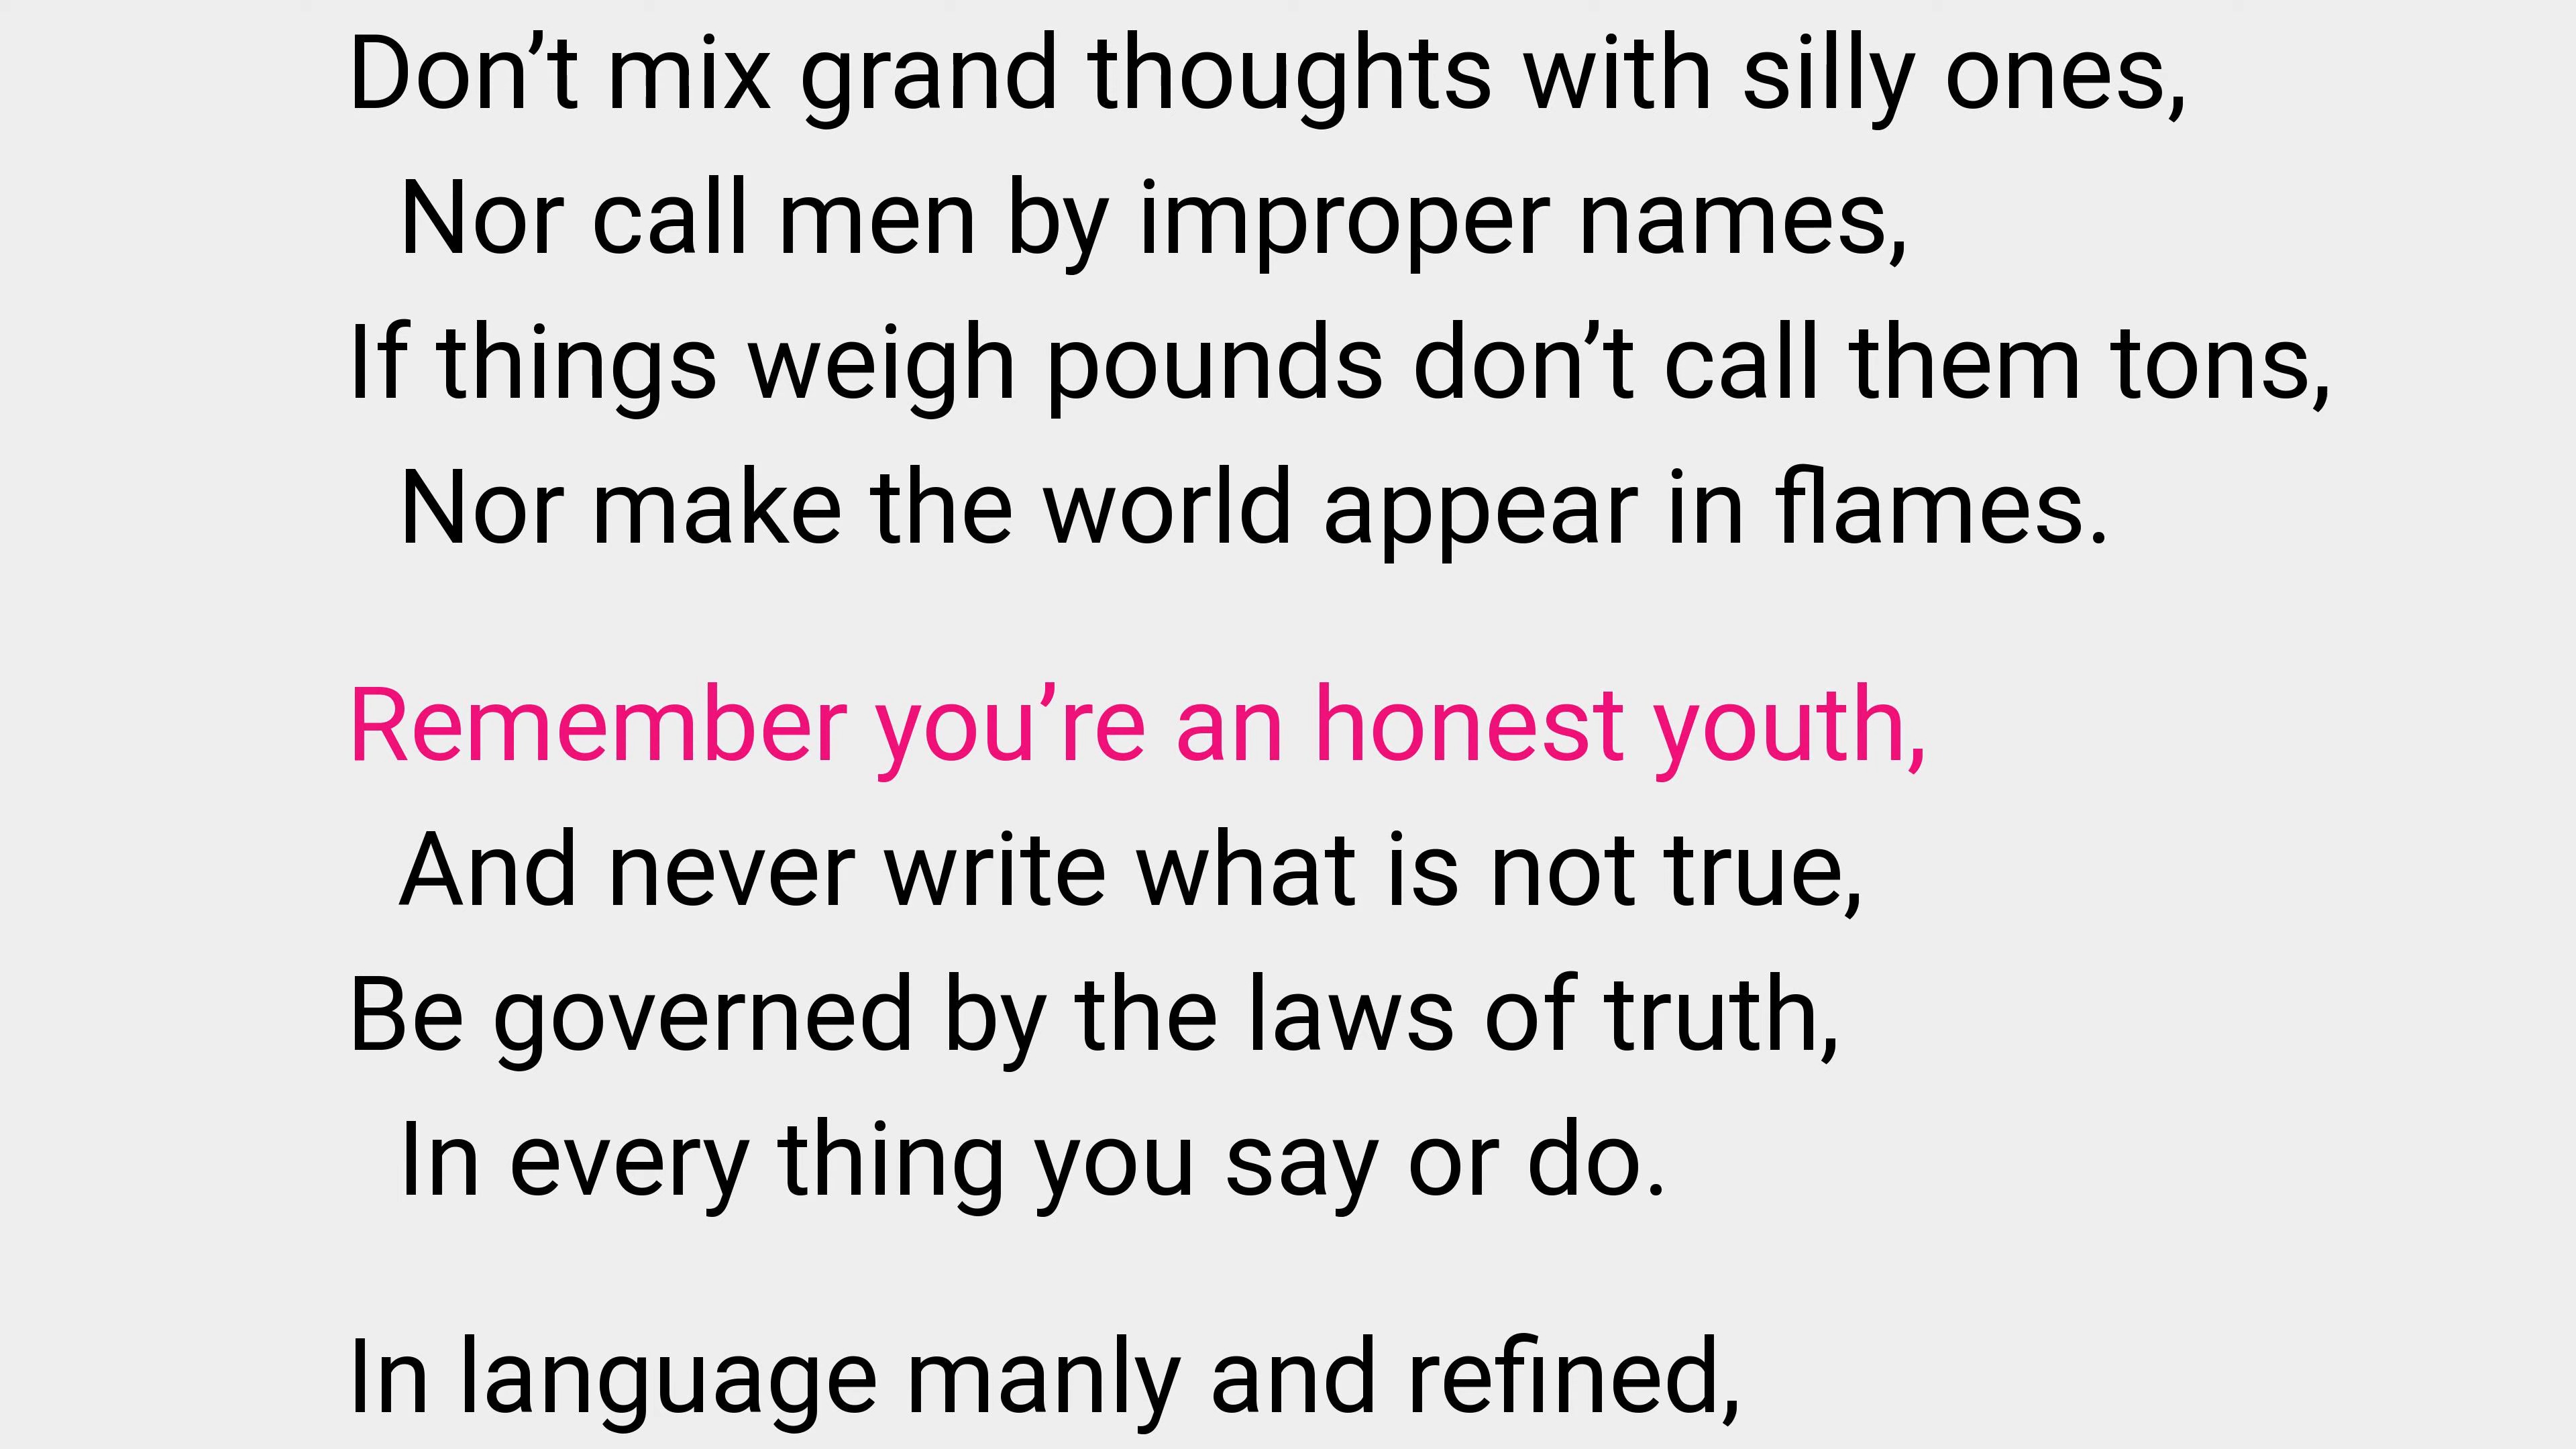 Don’t mix grand thoughts with silly ones,
Nor call men by improper names,
If things weigh pounds don’t call them tons,
Nor make the world appear in flames.
Remember you’re an honest youth,
And never write what is not true,
Be governed by the laws of truth,
In every thing you say or do.
In language manly and refined,